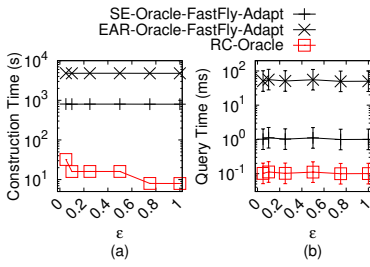 SE-Oracle-FastFly-Adapt
EAR-Oracle-FastFly-Adapt
RC-Oracle
Construction Time (s)
10^4
10^3
10^2
10^1
0 0.2 0.4 0.6 0.8 1
ε
(a)
Query Time (ms)
10^2
10^1
10^0
10^-1
0 0.2 0.4 0.6 0.8 1
ε
(b)